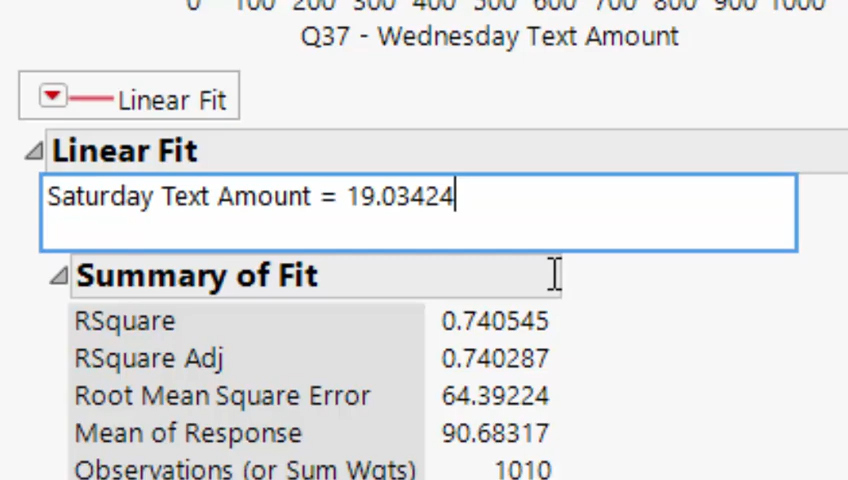 0 100 200 300 400 500 600 700 800 900 1000
Q37 - Wednesday Text Amount
Linear Fit
Linear Fit
Saturday Text Amount = 19.03424
Summary of Fit
RSquare 0.740545
RSquare Adj 0.740287
Root Mean Square Error 64.39224
Mean of Response 90.68317
Observations (or Sum Wgts) 1010